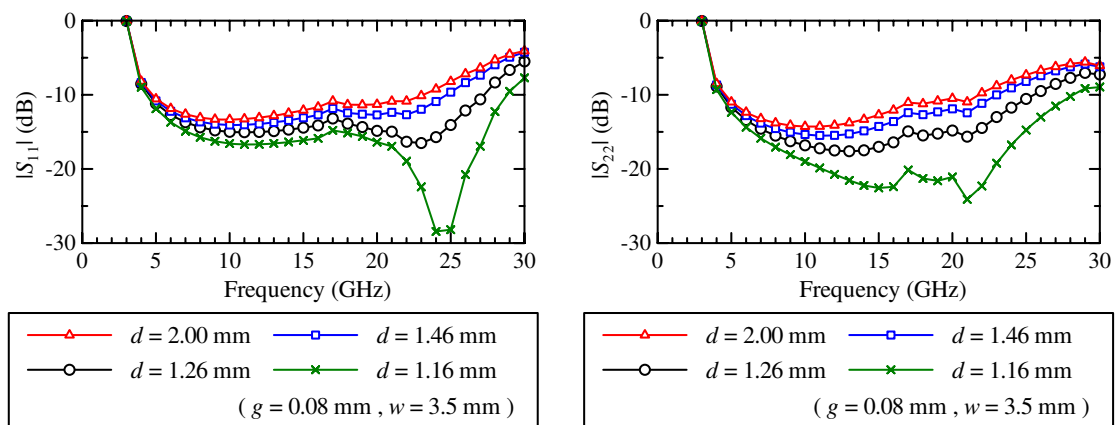 0
-10
-20
-30
|S11| (dB)
0 5 10 15 20 25 30
Frequency (GHz)
d = 2.00 mm d = 1.46 mm
d = 1.26 mm d = 1.16 mm
( g = 0.08 mm , w = 3.5 mm )
0
-10
-20
-30
|S22| (dB)
0 5 10 15 20 25 30
Frequency (GHz)
d = 2.00 mm d = 1.46 mm
d = 1.26 mm d = 1.16 mm
( g = 0.08 mm , w = 3.5 mm )